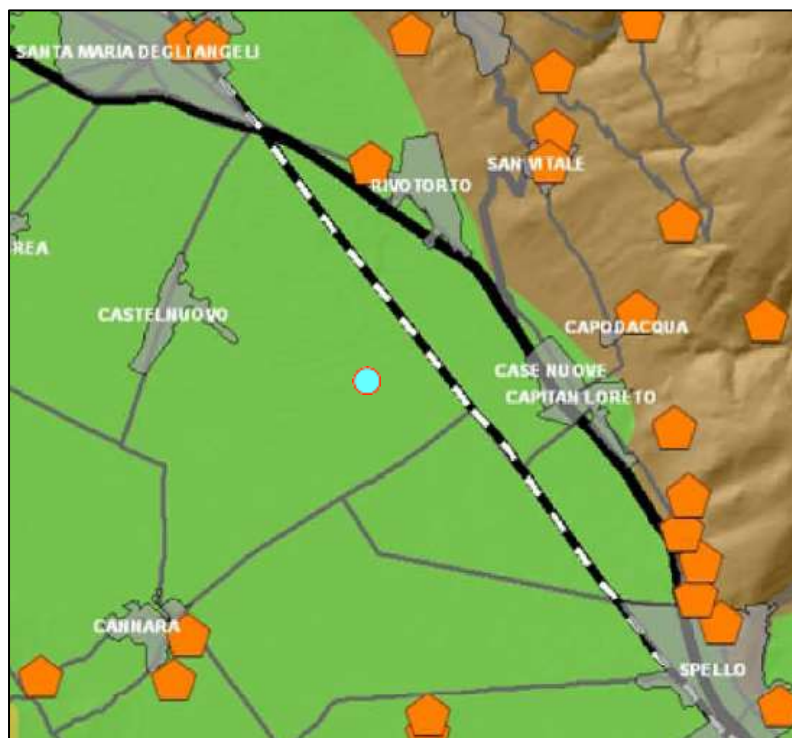 SANTA MARIA DEGLI ANGELI
SAN VITALE
RIVOTORTO
REA
CASTELNUOVO
CAPODACQUA
CASE NUOVE
CAPITAN LORETO
CANNARA
SPELLO